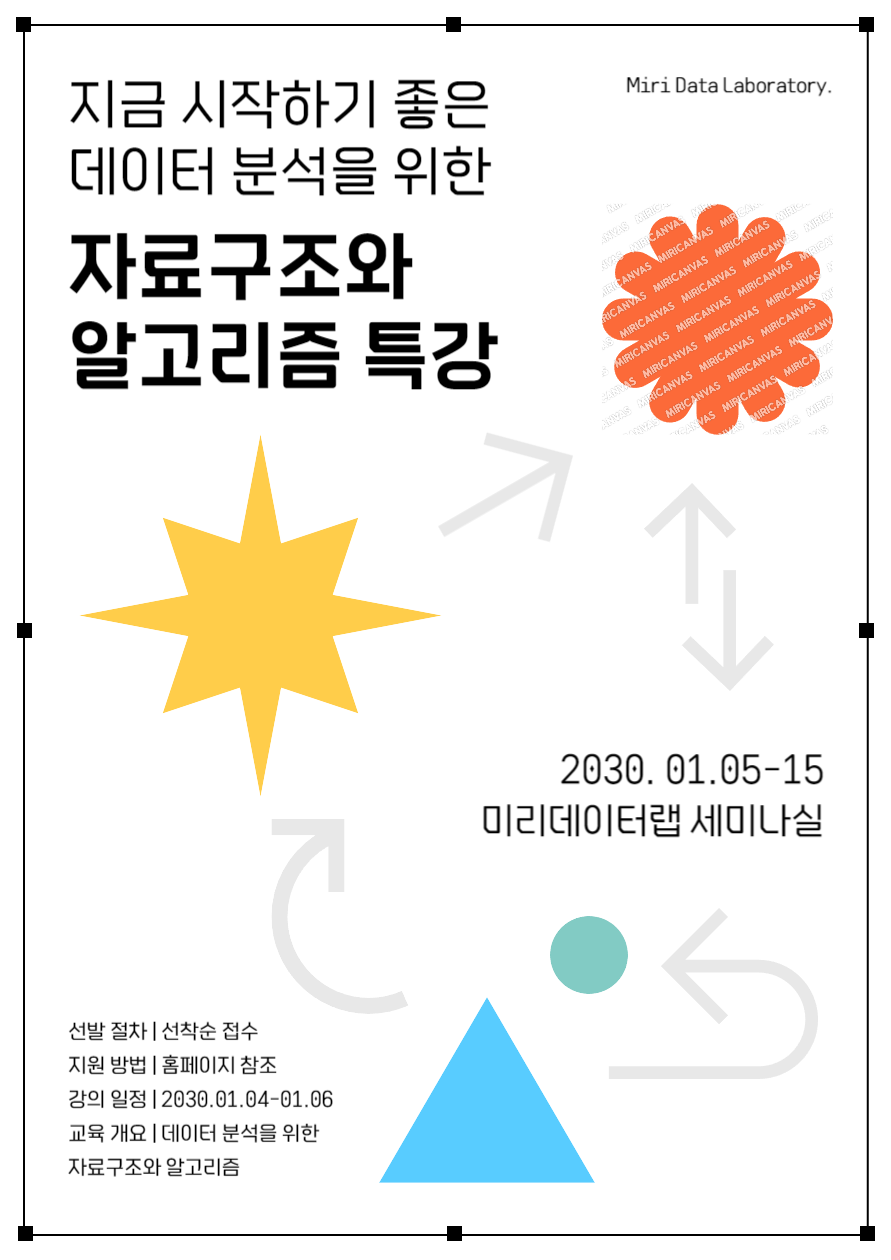 지금 시작하기 좋은
데이터 분석을 위한
자료구조와
알고리즘 특강
Miri Data Laboratory.
MIRICANVAS MIRICANVAS MIRICANVAS
2030. 01.05-15
미리데이터랩 세미나실
선발 절차 | 선착순 접수
지원 방법 | 홈페이지 참조
강의 일정 | 2030.01.04-01.06
교육 개요 | 데이터 분석을 위한
자료구조와 알고리즘